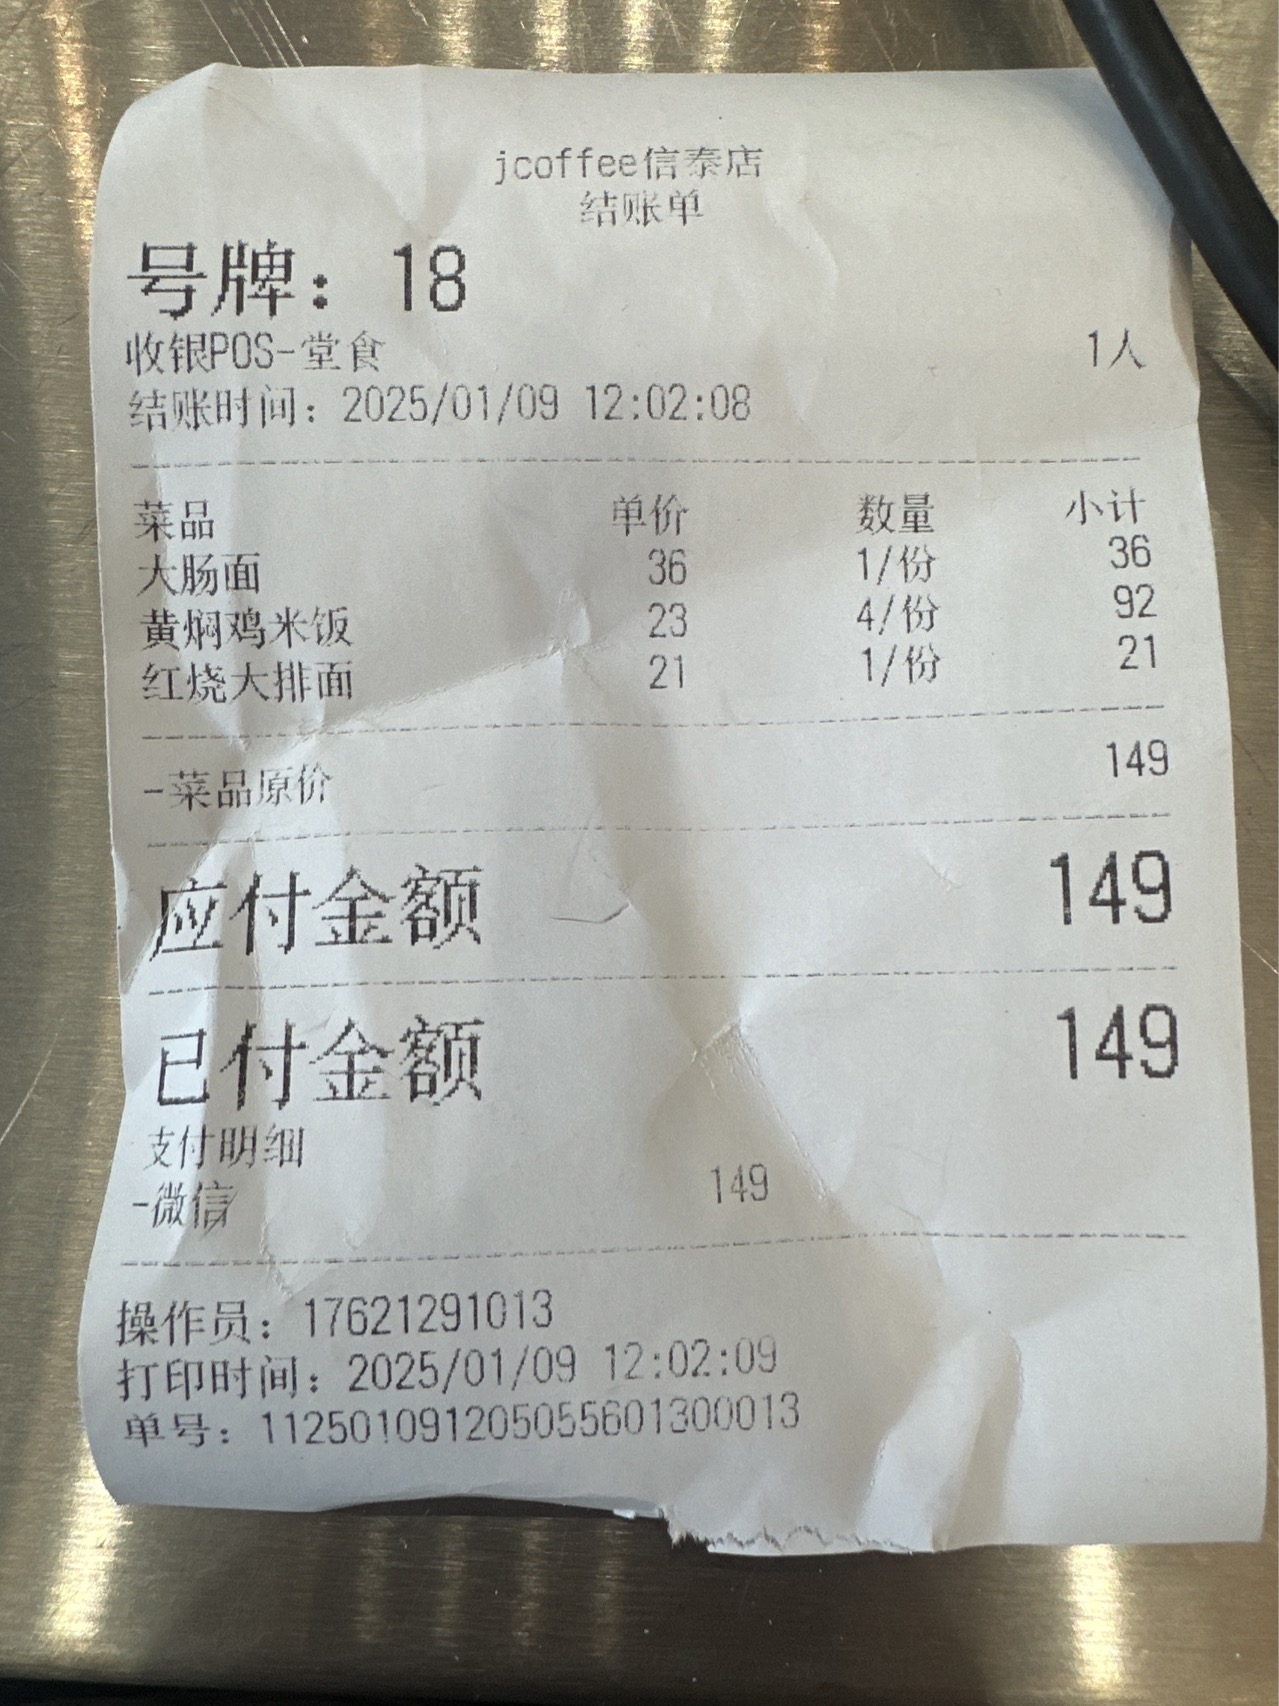 jcoffee信泰店
结账单
号牌：18
收银POS-堂食 1人
结账时间：2025/01/09 12:02:08
菜品 单价 数量 小计
大肠面 36 1/份 36
黄焖鸡米饭 23 4/份 92
红烧大排面 21 1/份 21
-菜品原价 149
应付金额 149
已付金额 149
支付明细
-微信 149
操作员：17621291013
打印时间：2025/01/09 12:02:09
单号：1125010912050556013​00013